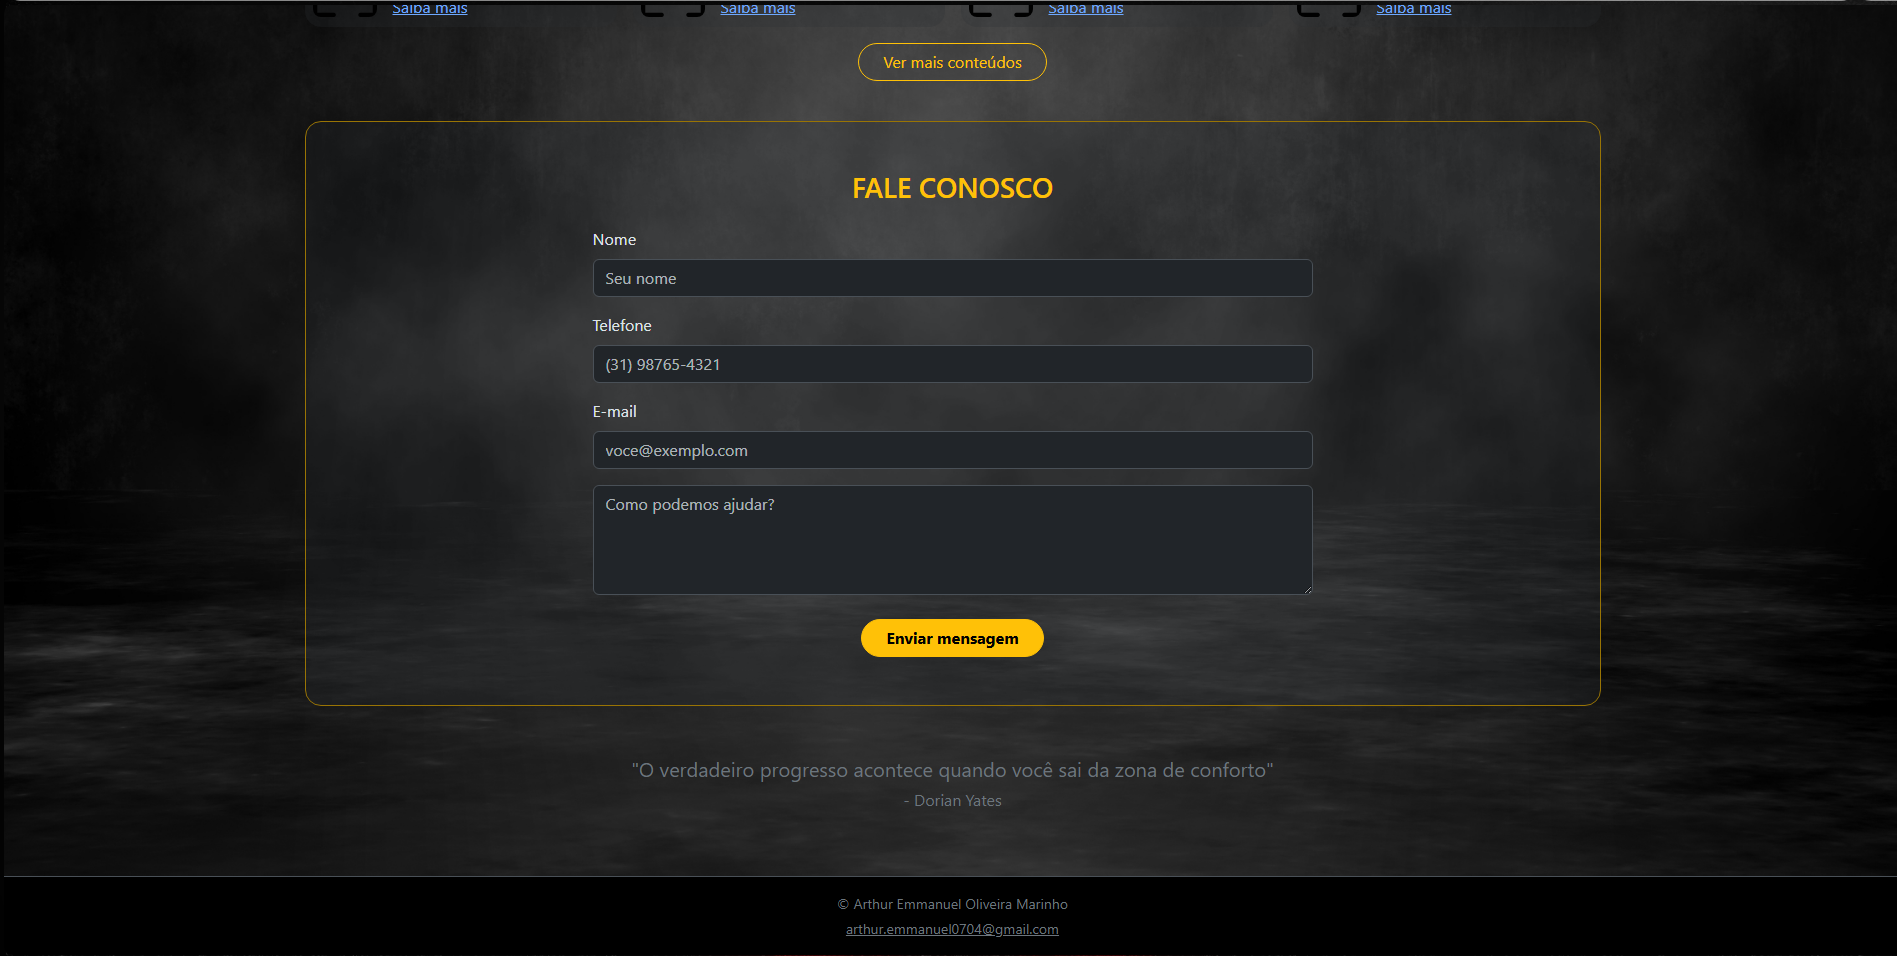 Saiba mais Saiba mais Saiba mais Saiba mais
Ver mais conteúdos
FALE CONOSCO
Nome
Seu nome
Telefone
(31) 98765-4321
E-mail
voce@exemplo.com
Como podemos ajudar?
Enviar mensagem
"O verdadeiro progresso acontece quando você sai da zona de conforto"
- Dorian Yates
© Arthur Emmanuel Oliveira Marinho
arthur.emmanuel0704@gmail.com